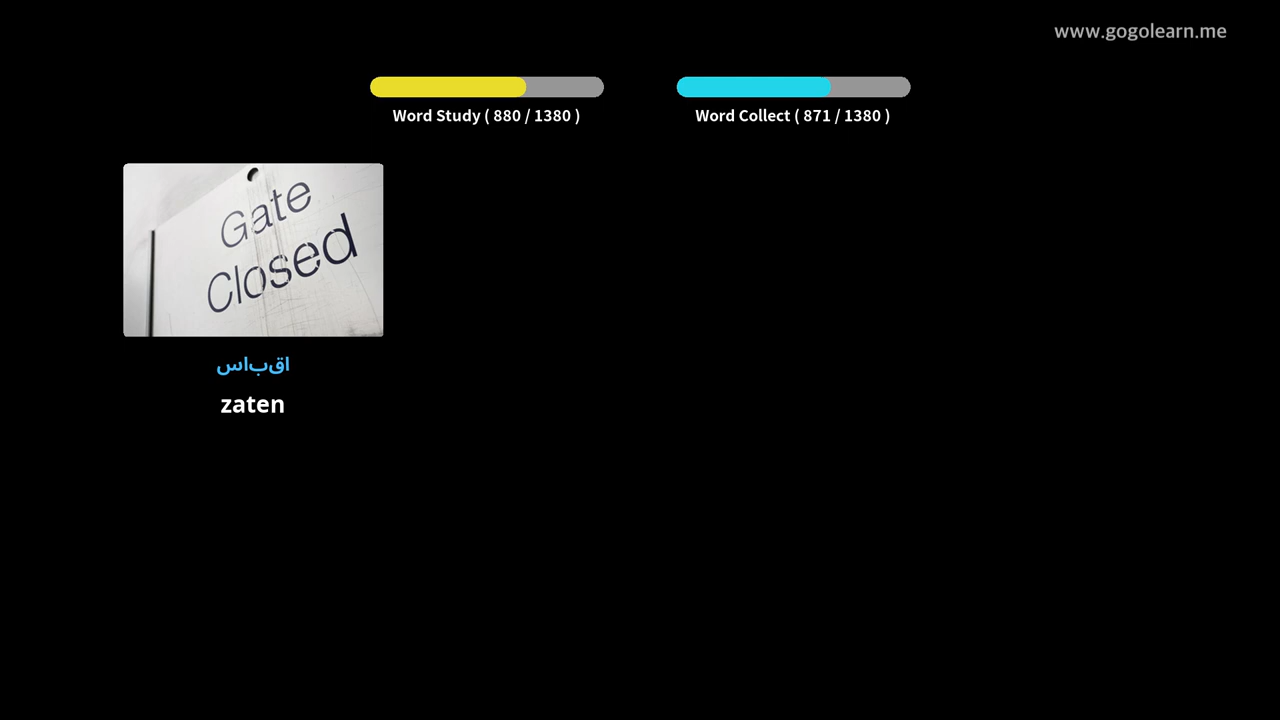 www.gogolearn.me
Word Study ( 880 / 1380 )
Word Collect ( 871 / 1380 )
Gate
Closed
اقباس
zaten